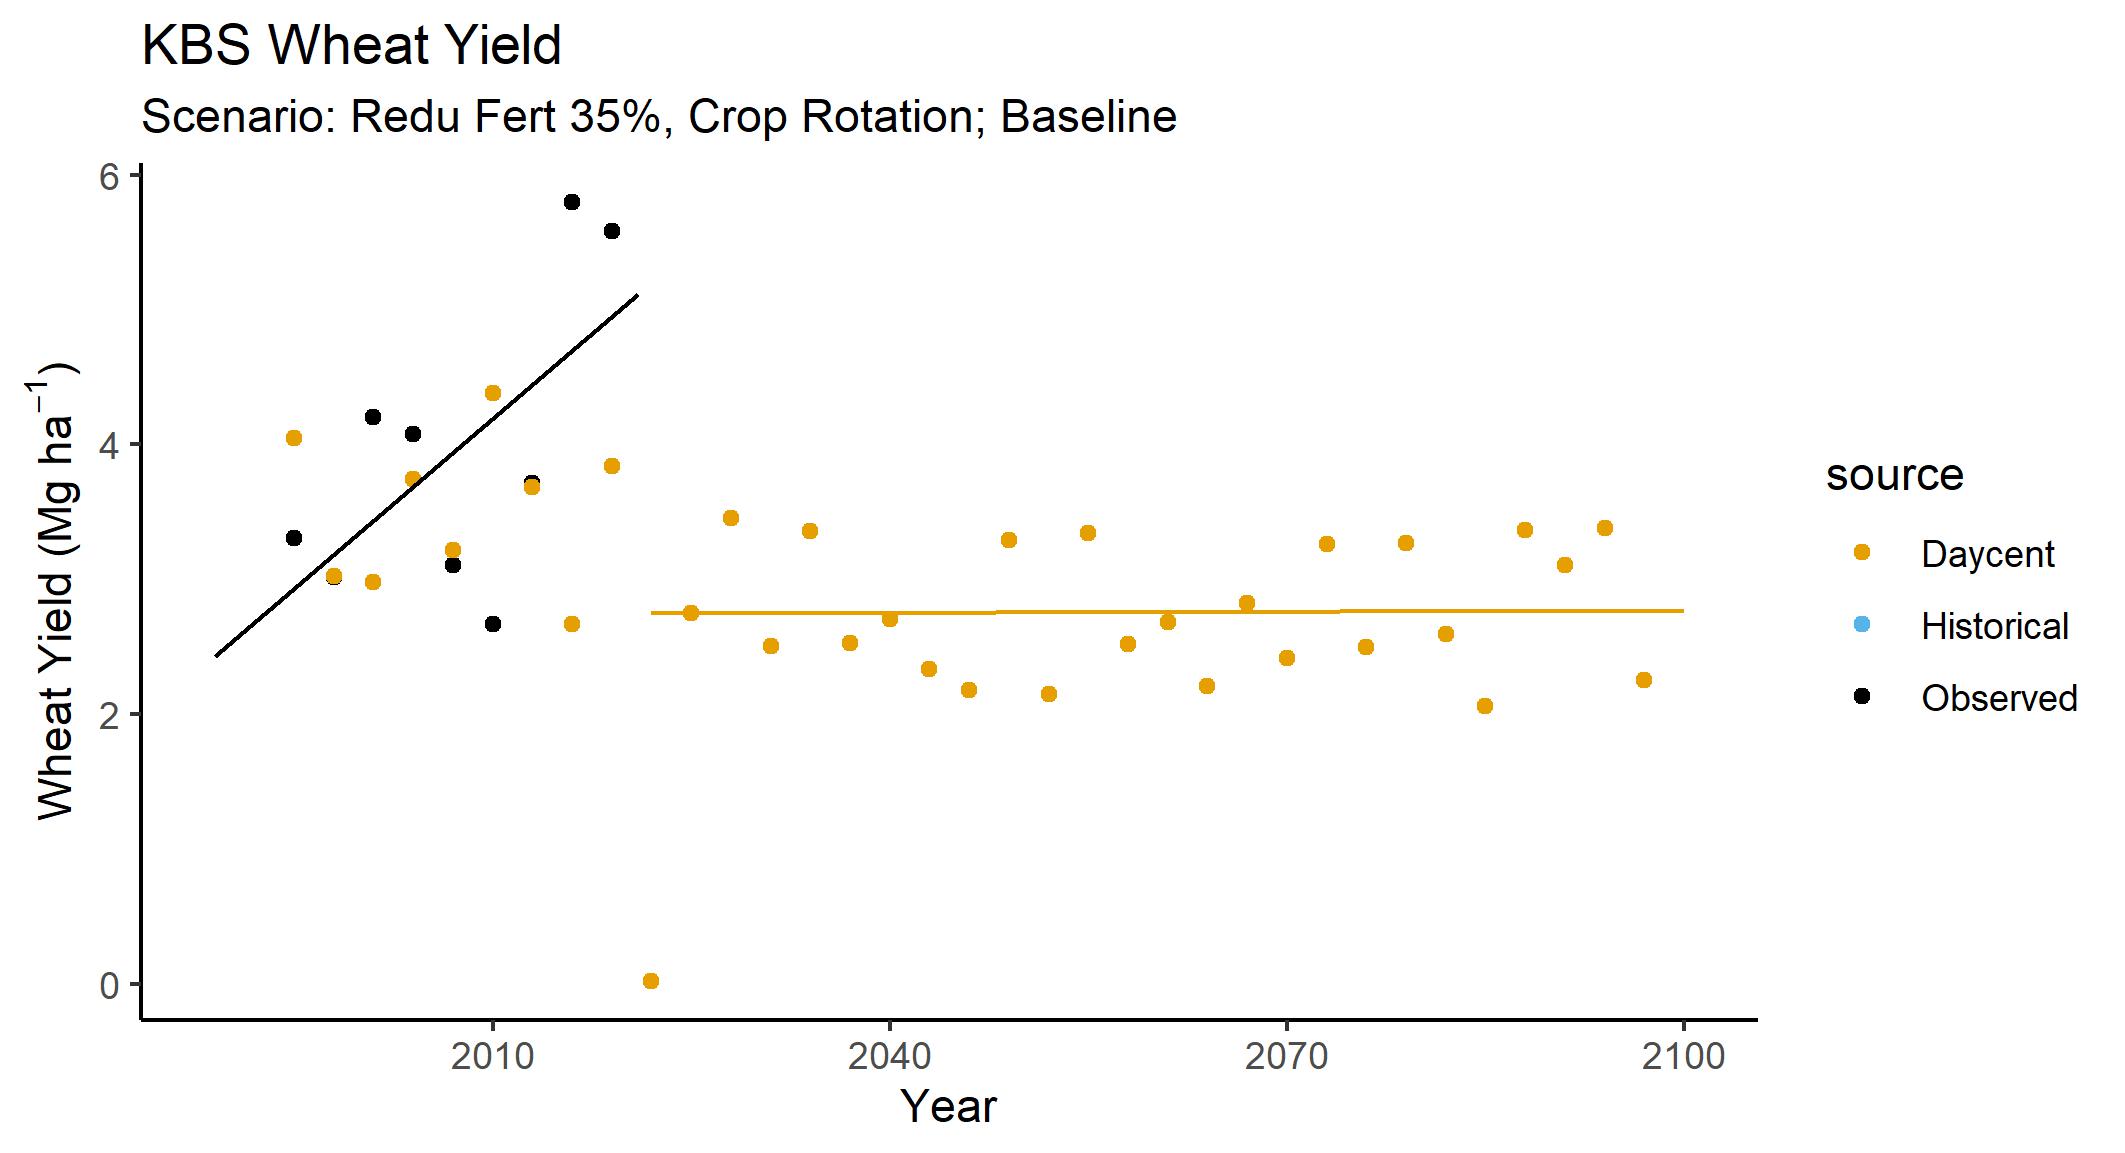 KBS Wheat Yield
Scenario: Redu Fert 35%, Crop Rotation; Baseline
Wheat Yield (Mg ha⁻¹)
6
4
2
0
2010
2040
2070
2100
Year
source
Daycent
Historical
Observed